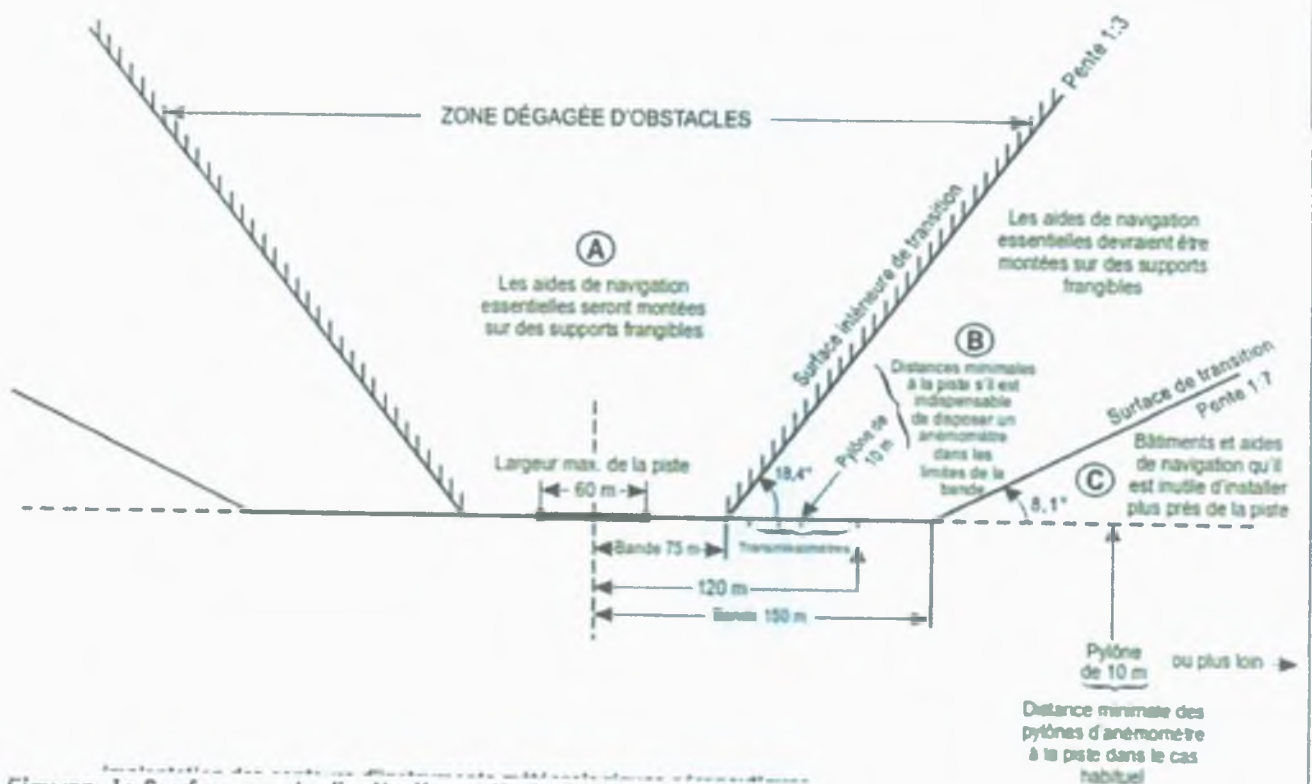 ZONE DÉGAGÉE D'OBSTACLES
Pente 1:3
Surface intérieure de transition
A
Les aides de navigation
essentielles seront montées
sur des supports frangibles
Les aides de navigation
essentielles devraient être
montées sur des supports
frangibles
B
Distances minimales
à la piste s'il est
indispensable
de disposer un
anémomètre
dans les
limites de la
bande
Pylône de
10 m
18,4°
Surface de transition
Pente 1:7
Bâtiments et aides
de navigation qu'il
est inutile d'installer
plus près de la piste
C
8,1°
Largeur max. de la piste
60 m
Bande 75 m
Transmissomètres
120 m
Bande 150 m
Pylône
de 10 m
ou plus loin
Distance minimale des
pylônes d'anémomètre
à la piste dans le cas
habituel